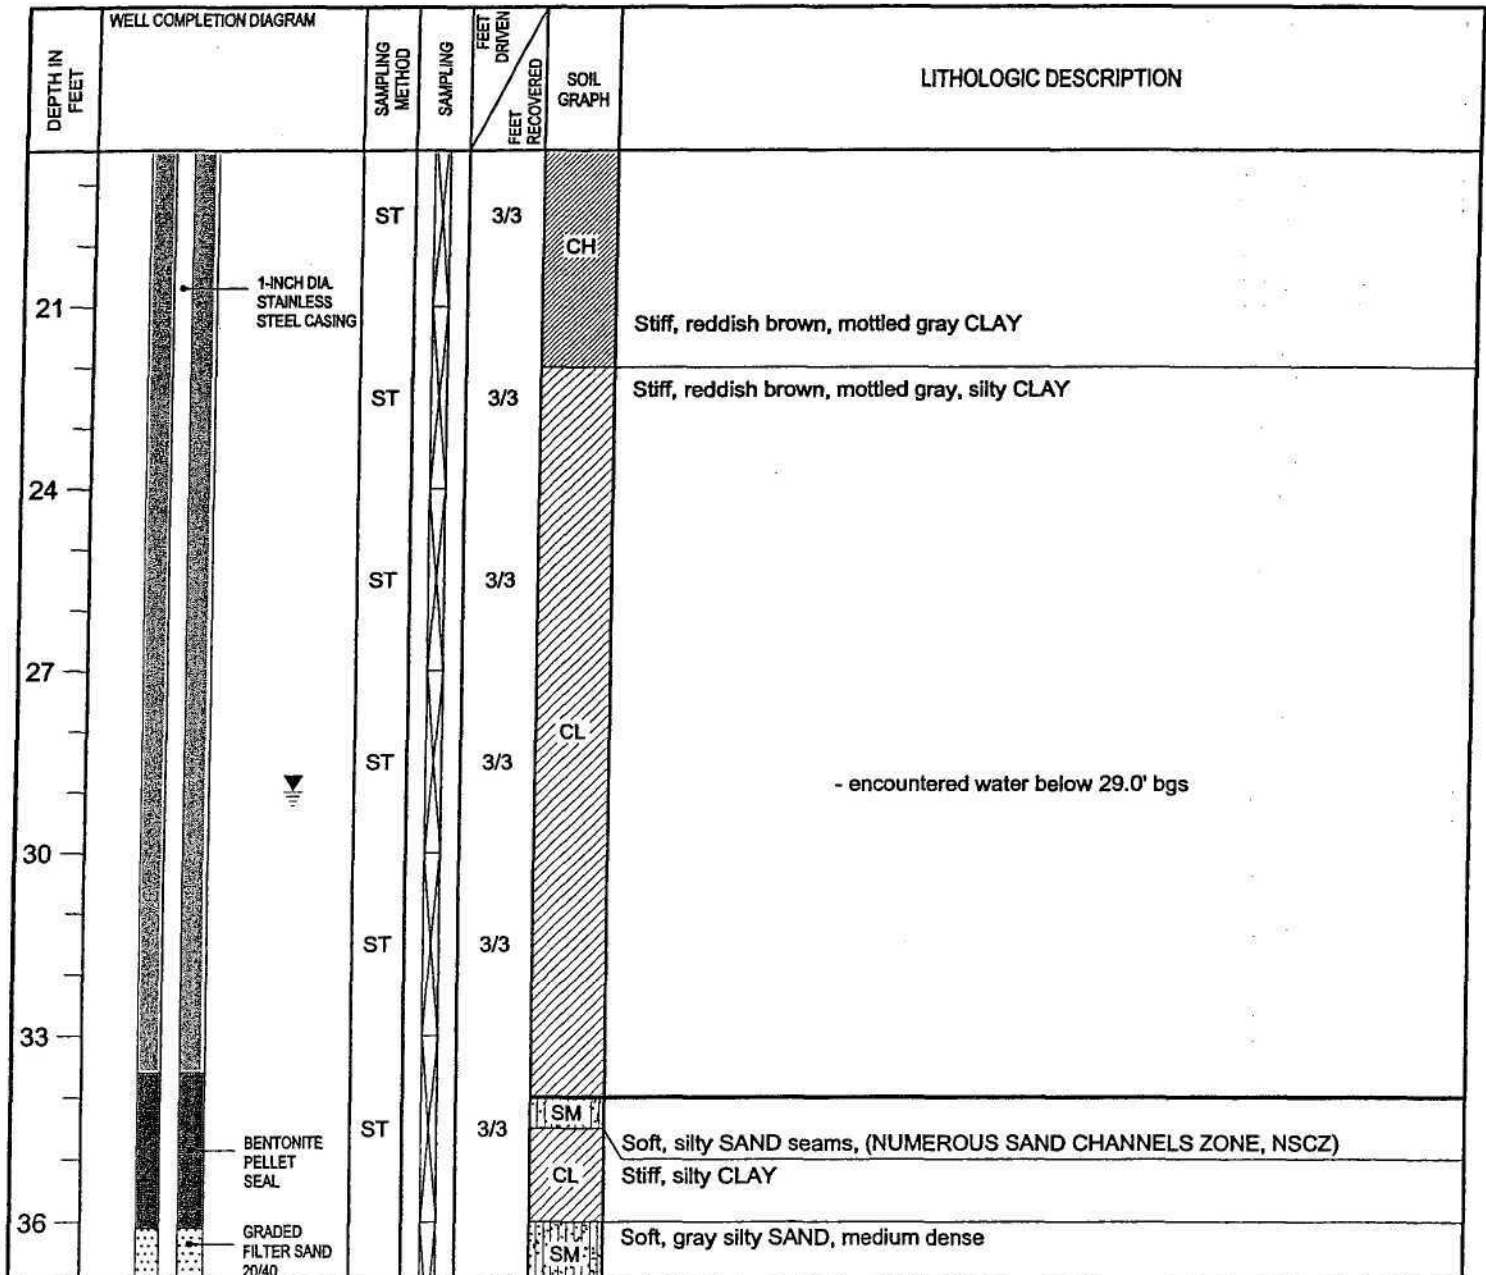 WELL COMPLETION DIAGRAM
DEPTH IN
FEET
SAMPLING
METHOD
SAMPLING
FEET
DRIVEN
FEET
RECOVERED
SOIL
GRAPH
LITHOLOGIC DESCRIPTION
ST
3/3
CH
1-INCH DIA.
STAINLESS
STEEL CASING
21
Stiff, reddish brown, mottled gray CLAY
ST
3/3
Stiff, reddish brown, mottled gray, silty CLAY
24
ST
3/3
27
CL
ST
3/3
- encountered water below 29.0' bgs
30
ST
3/3
33
SM
ST
3/3
Soft, silty SAND seams, (NUMEROUS SAND CHANNELS ZONE, NSCZ)
BENTONITE
PELLET
SEAL
CL
Stiff, silty CLAY
36
GRADED
FILTER SAND
20/40
SM
Soft, gray silty SAND, medium dense